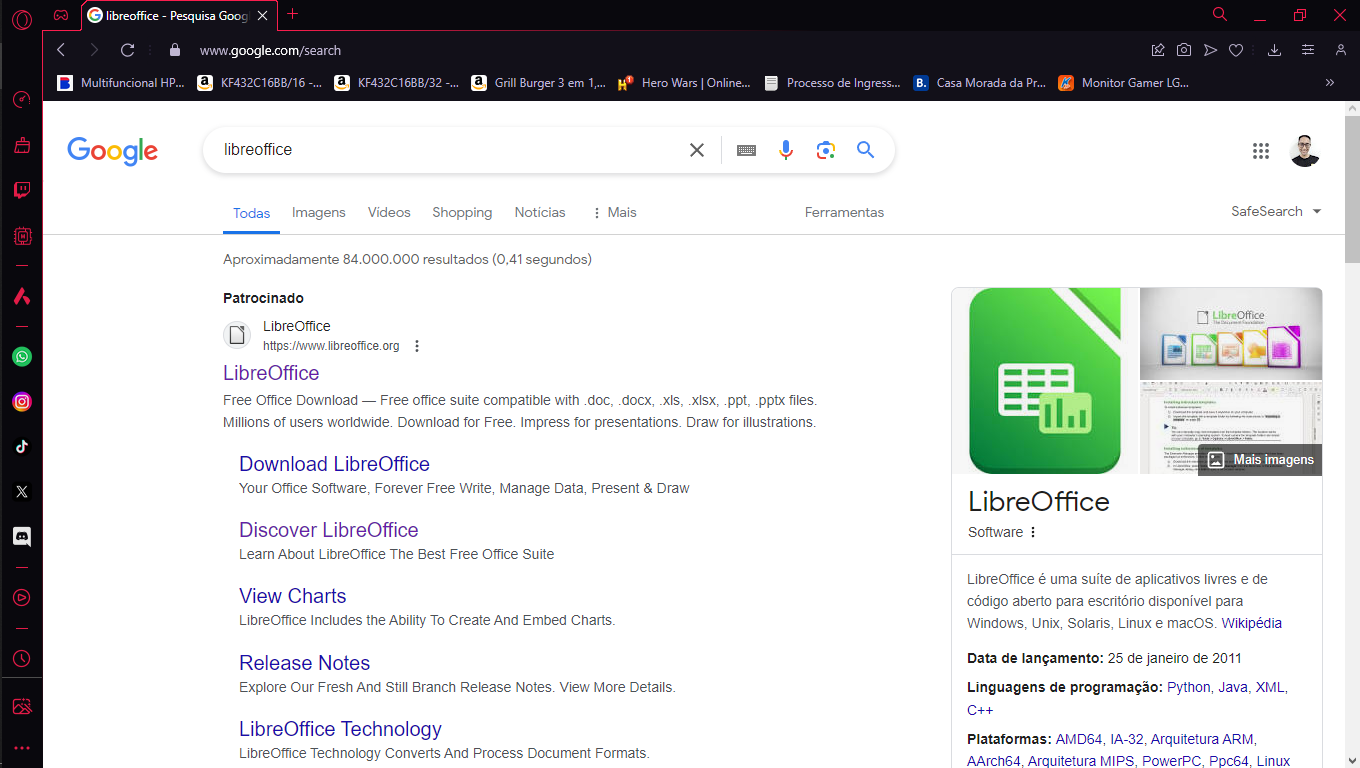 libreoffice - Pesquisa Goog
www.google.com/search
Multifuncional HP...
KF432C16BB/16 -...
KF432C16BB/32 -...
Grill Burger 3 em 1,...
Hero Wars | Online...
Processo de Ingress...
B.
Casa Morada da Pr...
Monitor Gamer LG...
»
Google
libreoffice
Todas
Imagens
Vídeos
Shopping
Notícias
Mais
Ferramentas
SafeSearch
Aproximadamente 84.000.000 resultados (0,41 segundos)
Patrocinado
LibreOffice
https://www.libreoffice.org
LibreOffice
Free Office Download — Free office suite compatible with .doc, .docx, .xls, .xlsx, .ppt, .pptx files.
Millions of users worldwide. Download for Free. Impress for presentations. Draw for illustrations.
Download LibreOffice
Your Office Software, Forever Free Write, Manage Data, Present & Draw
Discover LibreOffice
Learn About LibreOffice The Best Free Office Suite
View Charts
LibreOffice Includes the Ability To Create And Embed Charts.
Release Notes
Explore Our Fresh And Still Branch Release Notes. View More Details.
LibreOffice Technology
LibreOffice Technology Converts And Process Document Formats.
LibreOffice
The Document Foundation
Mais imagens
LibreOffice
Software
LibreOffice é uma suíte de aplicativos livres e de
código aberto para escritório disponível para
Windows, Unix, Solaris, Linux e macOS. Wikipédia
Data de lançamento: 25 de janeiro de 2011
Linguagens de programação: Python, Java, XML,
C++
Plataformas: AMD64, IA-32, Arquitetura ARM,
AArch64, Arquitetura MIPS, PowerPC, Ppc64, Linux